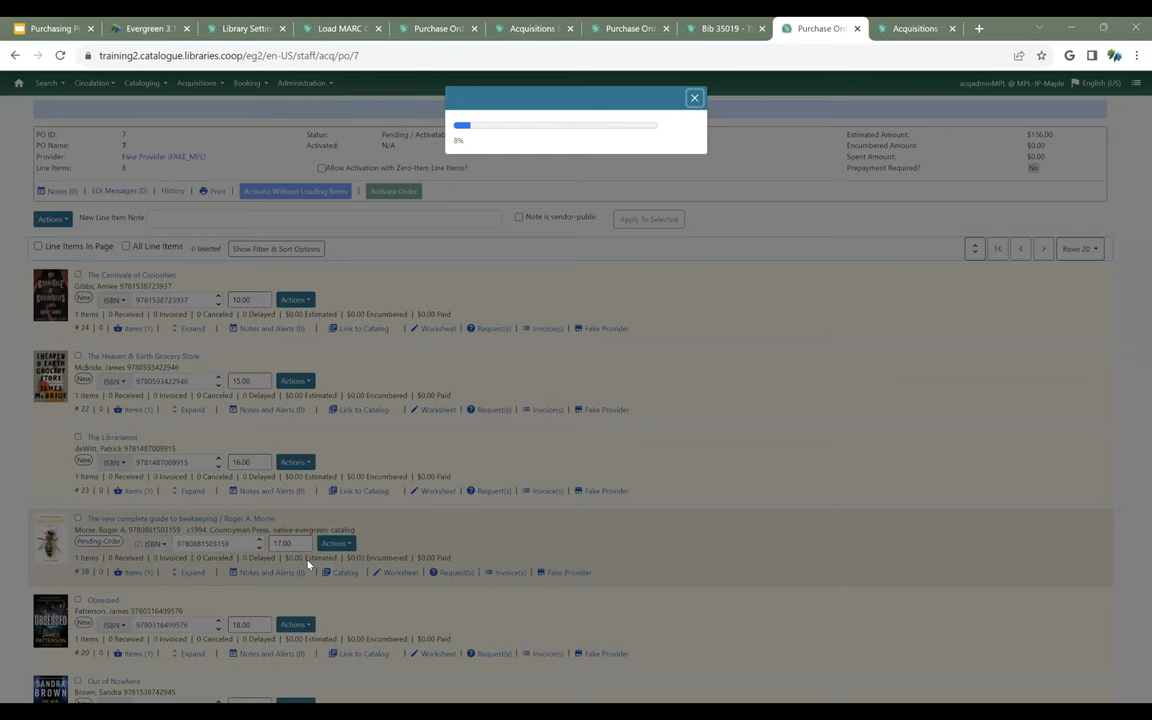 Purchasing P
Evergreen 3.1
Library Setting
Load MARC O
Purchase Ord
Acquisitions S
Purchase Ord
Bib 35019 - Th
Purchase Ord
Acquisitions
training2.catalogue.libraries.coop/eg2/en-US/staff/acq/po/7
Search Circulation Cataloging Acquisitions Booking Administration acqadminMPL @ MPL-JP-Maple English (US)
8%
PO ID: 7 Status: Pending / Activatab Estimated Amount: $136.00
PO Name: 7 Activated: N/A Encumbered Amount: $0.00
Provider: Fake Provider (FAKE_MPL) Spent Amount: $0.00
Line Items: 8 Allow Activation with Zero-Item Line Items? Prepayment Required? No
Notes (0) | EDI Messages (0) | History | Print | Activate Without Loading Items Activate Order
Actions New Line Item Note Note is vendor-public Apply To Selected
Line Items In Page All Line Items 0 Selected Show Filter & Sort Options Rows 20
The Carnivale of Curiosities
Gibbs, Amiee 9781538723937
New ISBN 9781538723937 10.00 Actions
1 Items | 0 Received | 0 Invoiced | 0 Canceled | 0 Delayed | $0.00 Estimated | $0.00 Encumbered | $0.00 Paid
# 24 | 0 | Items (1) | Expand | Notes and Alerts (0) | Link to Catalog | Worksheet | Request(s) | Invoice(s) | Fake Provider
The Heaven & Earth Grocery Store
McBride, James 9780593422946
New ISBN 9780593422946 15.00 Actions
1 Items | 0 Received | 0 Invoiced | 0 Canceled | 0 Delayed | $0.00 Estimated | $0.00 Encumbered | $0.00 Paid
# 22 | 0 | Items (1) | Expand | Notes and Alerts (0) | Link to Catalog | Worksheet | Request(s) | Invoice(s) | Fake Provider
The Librarianist
deWitt, Patrick 9781487009915
New ISBN 9781487009915 16.00 Actions
1 Items | 0 Received | 0 Invoiced | 0 Canceled | 0 Delayed | $0.00 Estimated | $0.00 Encumbered | $0.00 Paid
# 23 | 0 | Items (1) | Expand | Notes and Alerts (0) | Link to Catalog | Worksheet | Request(s) | Invoice(s) | Fake Provider
The new complete guide to beekeeping / Roger A. Morse.
Morse, Roger A. 9780881503159 c1994. Countryman Press, native-evergreen-catalog
Pending-Order (2) ISBN 9780881503159 17.00 Actions
1 Items | 0 Received | 0 Invoiced | 0 Canceled | 0 Delayed | $0.00 Estimated | $0.00 Encumbered | $0.00 Paid
# 38 | 0 | Items (1) | Expand | Notes and Alerts (0) | Catalog | Worksheet | Request(s) | Invoice(s) | Fake Provider
Obsessed
Patterson, James 9780316499576
New ISBN 9780316499576 18.00 Actions
1 Items | 0 Received | 0 Invoiced | 0 Canceled | 0 Delayed | $0.00 Estimated | $0.00 Encumbered | $0.00 Paid
# 20 | 0 | Items (1) | Expand | Notes and Alerts (0) | Link to Catalog | Worksheet | Request(s) | Invoice(s) | Fake Provider
SANDRA
BROWN
Out of Nowhere
Brown, Sandra 9781538742945